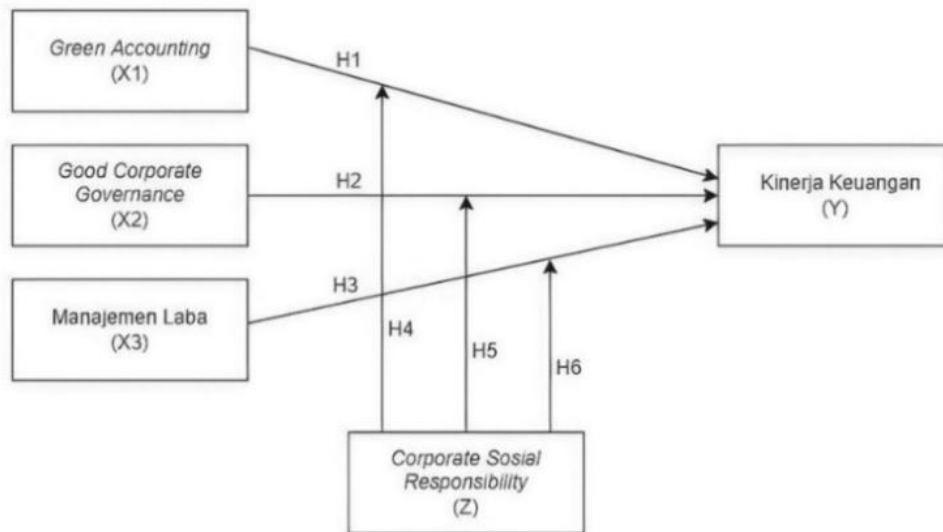 Green Accounting
(X1)
H1
Good Corporate
Governance
(X2)
H2
Kinerja Keuangan
(Y)
Manajemen Laba
(X3)
H3
H4
H5
H6
Corporate Sosial
Responsibility
(Z)